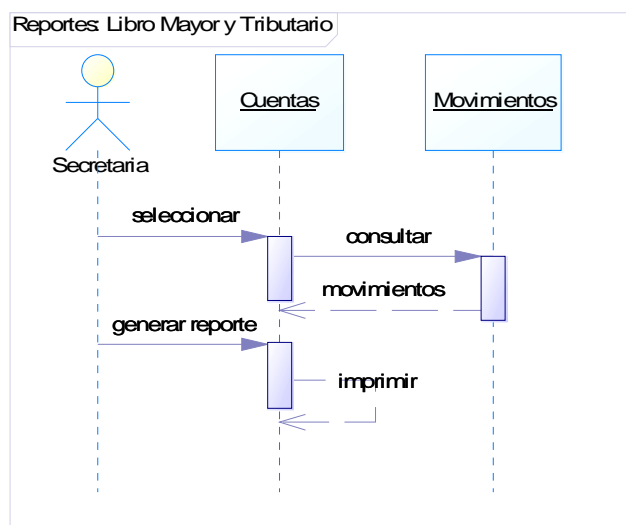 Reportes: Libro Mayor y Tributario
Cuentas
Movimientos
Secretaria
seleccionar
consultar
movimientos
generar reporte
imprimir